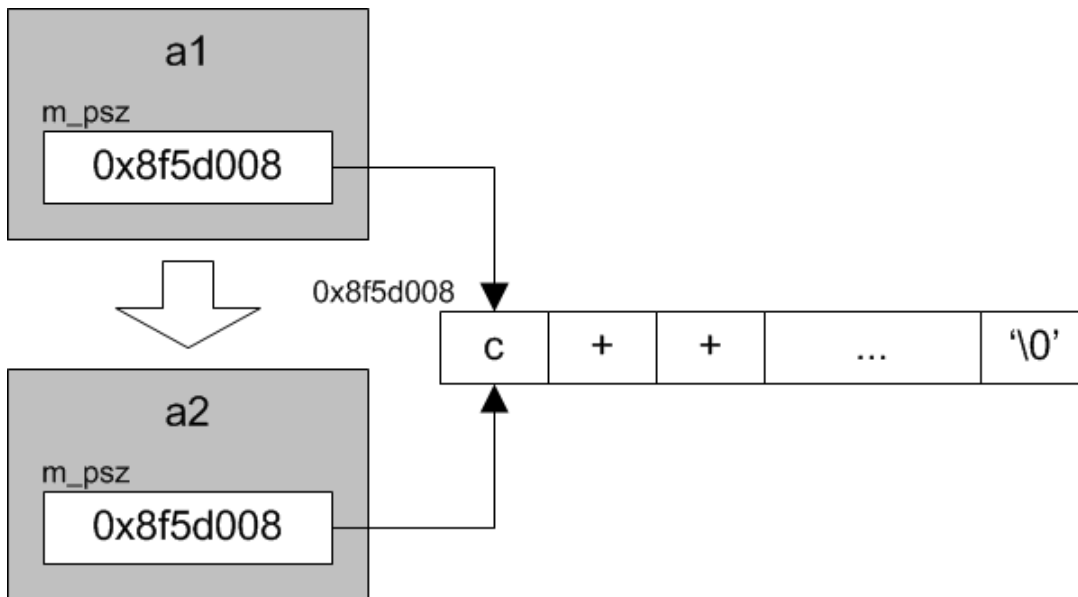 a1
m_psz
0x8f5d008
0x8f5d008
c + + ... ‘\0’
a2
m_psz
0x8f5d008